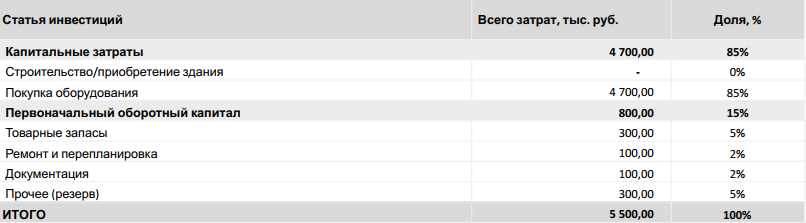 Статья инвестиций Всего затрат, тыс. руб. Доля, %
Капитальные затраты 4 700,00 85%
Строительство/приобретение здания - 0%
Покупка оборудования 4 700,00 85%
Первоначальный оборотный капитал 800,00 15%
Товарные запасы 300,00 5%
Ремонт и перепланировка 100,00 2%
Документация 100,00 2%
Прочее (резерв) 300,00 5%
ИТОГО 5 500,00 100%